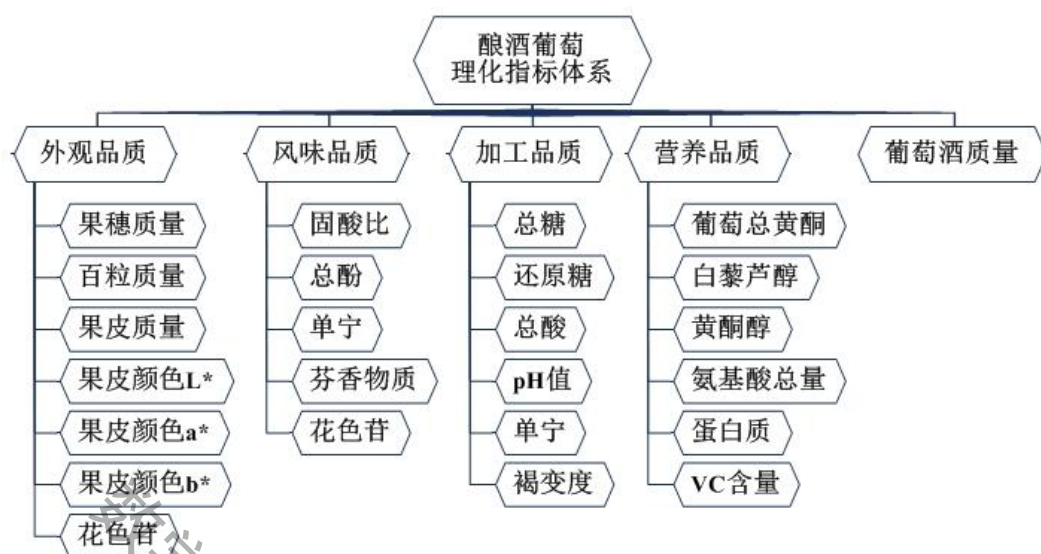 酿酒葡萄
理化指标体系
外观品质
风味品质
加工品质
营养品质
葡萄酒质量
果穗质量
百粒质量
果皮质量
果皮颜色L*
果皮颜色a*
果皮颜色b*
花色苷
固酸比
总酚
单宁
芬香物质
花色苷
总糖
还原糖
总酸
pH值
单宁
褐变度
葡萄总黄酮
白藜芦醇
黄酮醇
氨基酸总量
蛋白质
VC含量